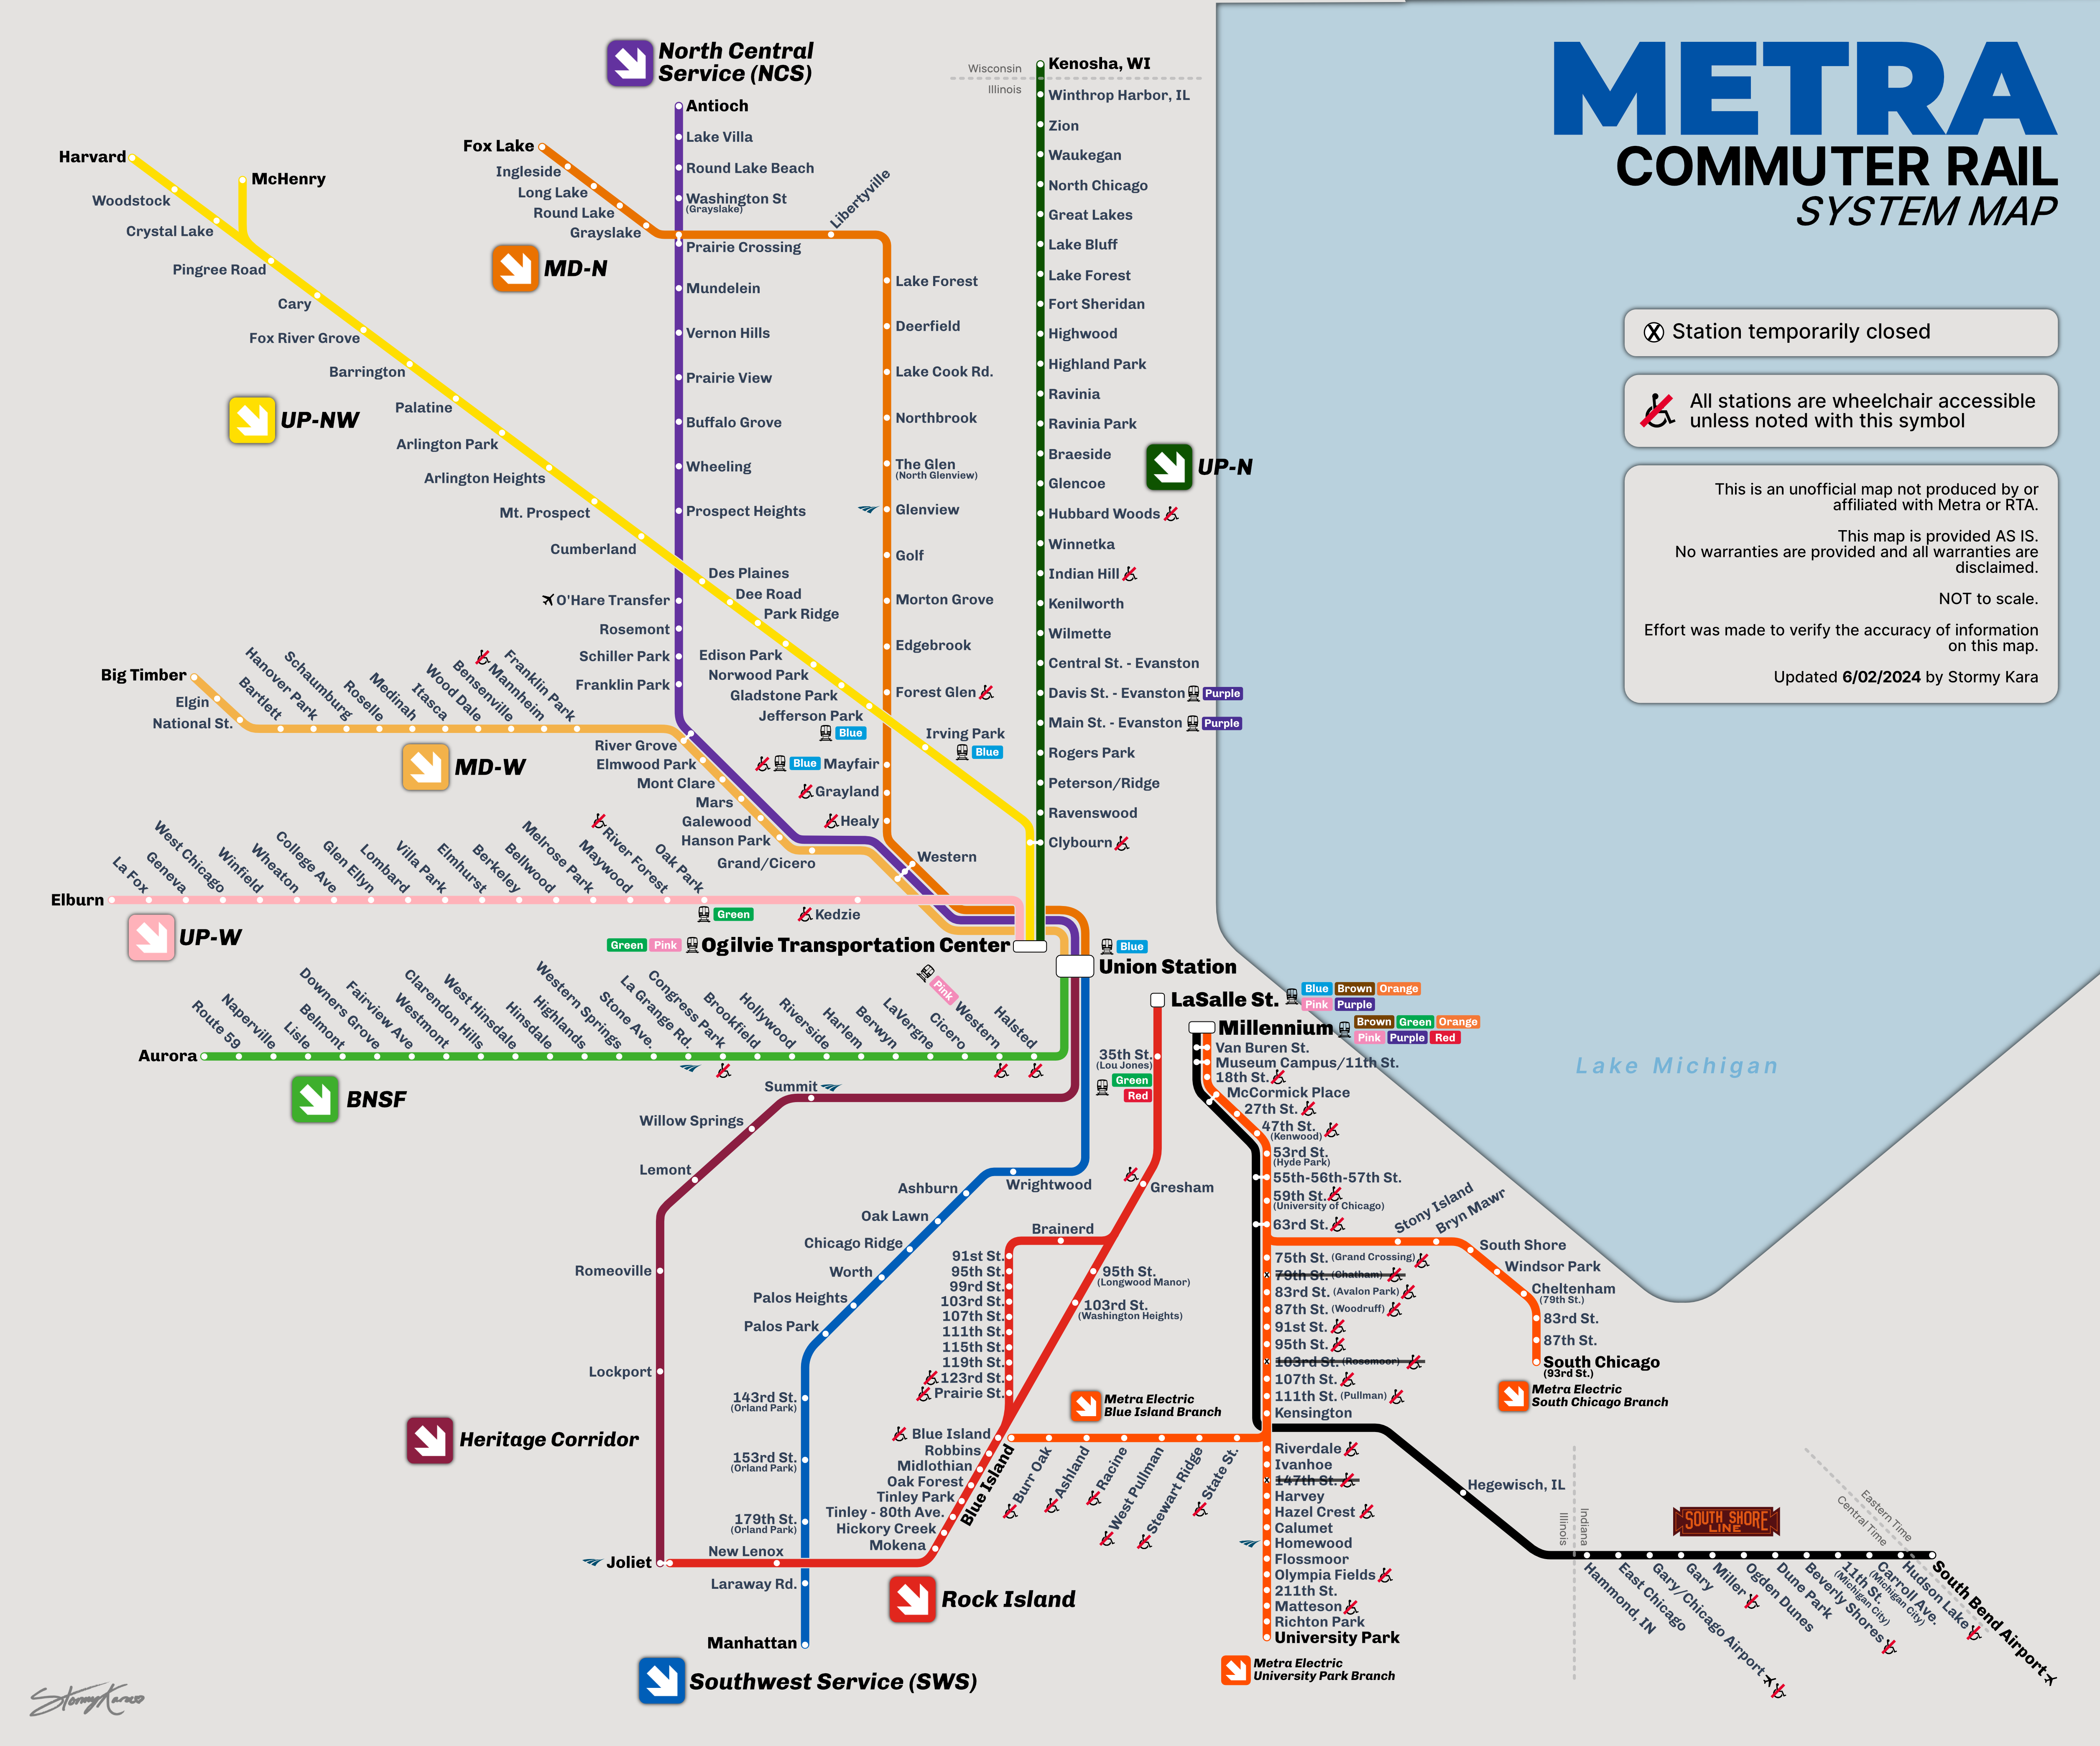 METRA
COMMUTER RAIL
SYSTEM MAP
Station temporarily closed
All stations are wheelchair accessible
unless noted with this symbol
This is an unofficial map not produced by or
affiliated with Metra or RTA.
This map is provided AS IS.
No warranties are provided and all warranties are
disclaimed.
NOT to scale.
Effort was made to verify the accuracy of information
on this map.
Updated 6/02/2024 by Stormy Kara
Lake Michigan
North Central
Service (NCS)
Antioch
Lake Villa
Round Lake Beach
Washington St
(Grayslake)
Prairie Crossing
Mundelein
Vernon Hills
Prairie View
Buffalo Grove
Wheeling
Prospect Heights
O'Hare Transfer
Rosemont
Schiller Park
Franklin Park
Fox Lake
Ingleside
Long Lake
Round Lake
Grayslake
MD-N
Libertyville
Lake Forest
Deerfield
Lake Cook Rd.
Northbrook
The Glen
(North Glenview)
Glenview
Golf
Morton Grove
Edgebrook
Forest Glen
Blue Mayfair
Grayland
Healy
Western
Wisconsin
Illinois
Kenosha, WI
Winthrop Harbor, IL
Zion
Waukegan
North Chicago
Great Lakes
Lake Bluff
Lake Forest
Fort Sheridan
Highwood
Highland Park
Ravinia
Ravinia Park
Braeside
Glencoe
UP-N
Hubbard Woods
Winnetka
Indian Hill
Kenilworth
Wilmette
Central St. - Evanston
Davis St. - Evanston Purple
Main St. - Evanston Purple
Rogers Park
Peterson/Ridge
Ravenswood
Clybourn
Harvard
McHenry
Woodstock
Crystal Lake
Pingree Road
Cary
Fox River Grove
Barrington
UP-NW
Palatine
Arlington Park
Arlington Heights
Mt. Prospect
Cumberland
Des Plaines
Dee Road
Park Ridge
Edison Park
Norwood Park
Gladstone Park
Jefferson Park
Blue
Irving Park
Blue
Big Timber
Elgin
National St.
Bartlett
Hanover Park
Schaumburg
Roselle
Medinah
Itasca
Wood Dale
Bensenville
Mannheim
Franklin Park
MD-W
River Grove
Elmwood Park
Mont Clare
Mars
Galewood
Hanson Park
Grand/Cicero
Elburn
La Fox
Geneva
West Chicago
Winfield
Wheaton
College Ave
Glen Ellyn
Lombard
Villa Park
Elmhurst
Berkeley
Bellwood
Melrose Park
Maywood
River Forest
Oak Park
Green
Kedzie
UP-W
Green Pink Ogilvie Transportation Center
Blue
Union Station
Aurora
Route 59
Naperville
Lisle
Belmont
Downers Grove
Fairview Ave
Westmont
Clarendon Hills
West Hinsdale
Hinsdale
Highlands
Western Springs
Stone Ave.
La Grange Rd.
Congress Park
Brookfield
Hollywood
Riverside
Harlem
Berwyn
LaVergne
Cicero
Pink Western
Halsted
BNSF
LaSalle St.
Blue Brown Orange
Pink Purple
Millennium
Brown Green Orange
Pink Purple Red
Summit
Willow Springs
Lemont
Romeoville
Lockport
Heritage Corridor
Joliet
Wrightwood
Ashburn
Oak Lawn
Chicago Ridge
Worth
Palos Heights
Palos Park
143rd St.
(Orland Park)
153rd St.
(Orland Park)
179th St.
(Orland Park)
Laraway Rd.
Manhattan
Southwest Service (SWS)
35th St.
(Lou Jones)
Green
Red
Gresham
Brainerd
91st St.
95th St.
99th St.
103rd St.
107th St.
111th St.
115th St.
119th St.
123rd St.
Prairie St.
95th St.
(Longwood Manor)
103rd St.
(Washington Heights)
Blue Island
Robbins
Midlothian
Oak Forest
Tinley Park
Tinley - 80th Ave.
Hickory Creek
Mokena
New Lenox
Rock Island
Van Buren St.
Museum Campus/11th St.
18th St.
McCormick Place
27th St.
47th St.
(Kenwood)
53rd St.
(Hyde Park)
55th-56th-57th St.
59th St.
(University of Chicago)
63rd St.
75th St. (Grand Crossing)
79th St. (Chatham)
83rd St. (Avalon Park)
87th St. (Woodruff)
91st St.
95th St.
103rd St. (Rosemoor)
107th St.
111th St. (Pullman)
Kensington
Riverdale
Ivanhoe
147th St.
Harvey
Hazel Crest
Calumet
Homewood
Flossmoor
Olympia Fields
211th St.
Matteson
Richton Park
University Park
Metra Electric
University Park Branch
Stony Island
Bryn Mawr
South Shore
Windsor Park
Cheltenham
(79th St.)
83rd St.
87th St.
South Chicago
(93rd St.)
Metra Electric
South Chicago Branch
Metra Electric
Blue Island Branch
Blue Island
Burr Oak
Ashland
Racine
West Pullman
Stewart Ridge
State St.
Hegewisch, IL
Illinois
Indiana
SOUTH SHORE
LINE
Eastern Time
Central Time
Hammond, IN
East Chicago
Gary/Chicago Airport
Gary
Miller
Ogden Dunes
Dune Park
Beverly Shores
11th St.
(Michigan City)
Carroll Ave.
(Michigan City)
Hudson Lake
South Bend Airport